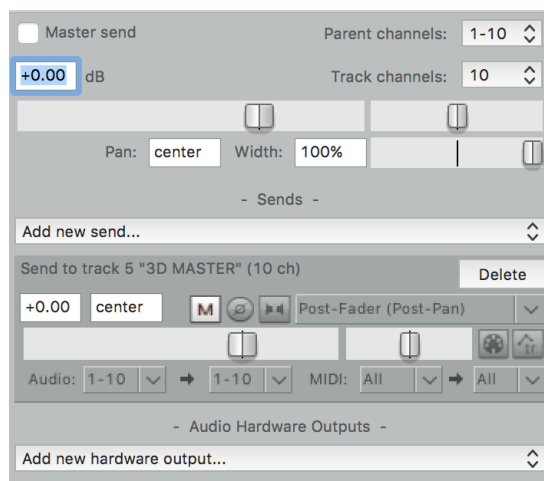 Master send Parent channels: 1-10
+0.00 dB Track channels: 10
Pan: center Width: 100%
- Sends -
Add new send...
Send to track 5 "3D MASTER" (10 ch) Delete
+0.00 center M Post-Fader (Post-Pan)
tr
Audio: 1-10 1-10 MIDI: All All
- Audio Hardware Outputs -
Add new hardware output...